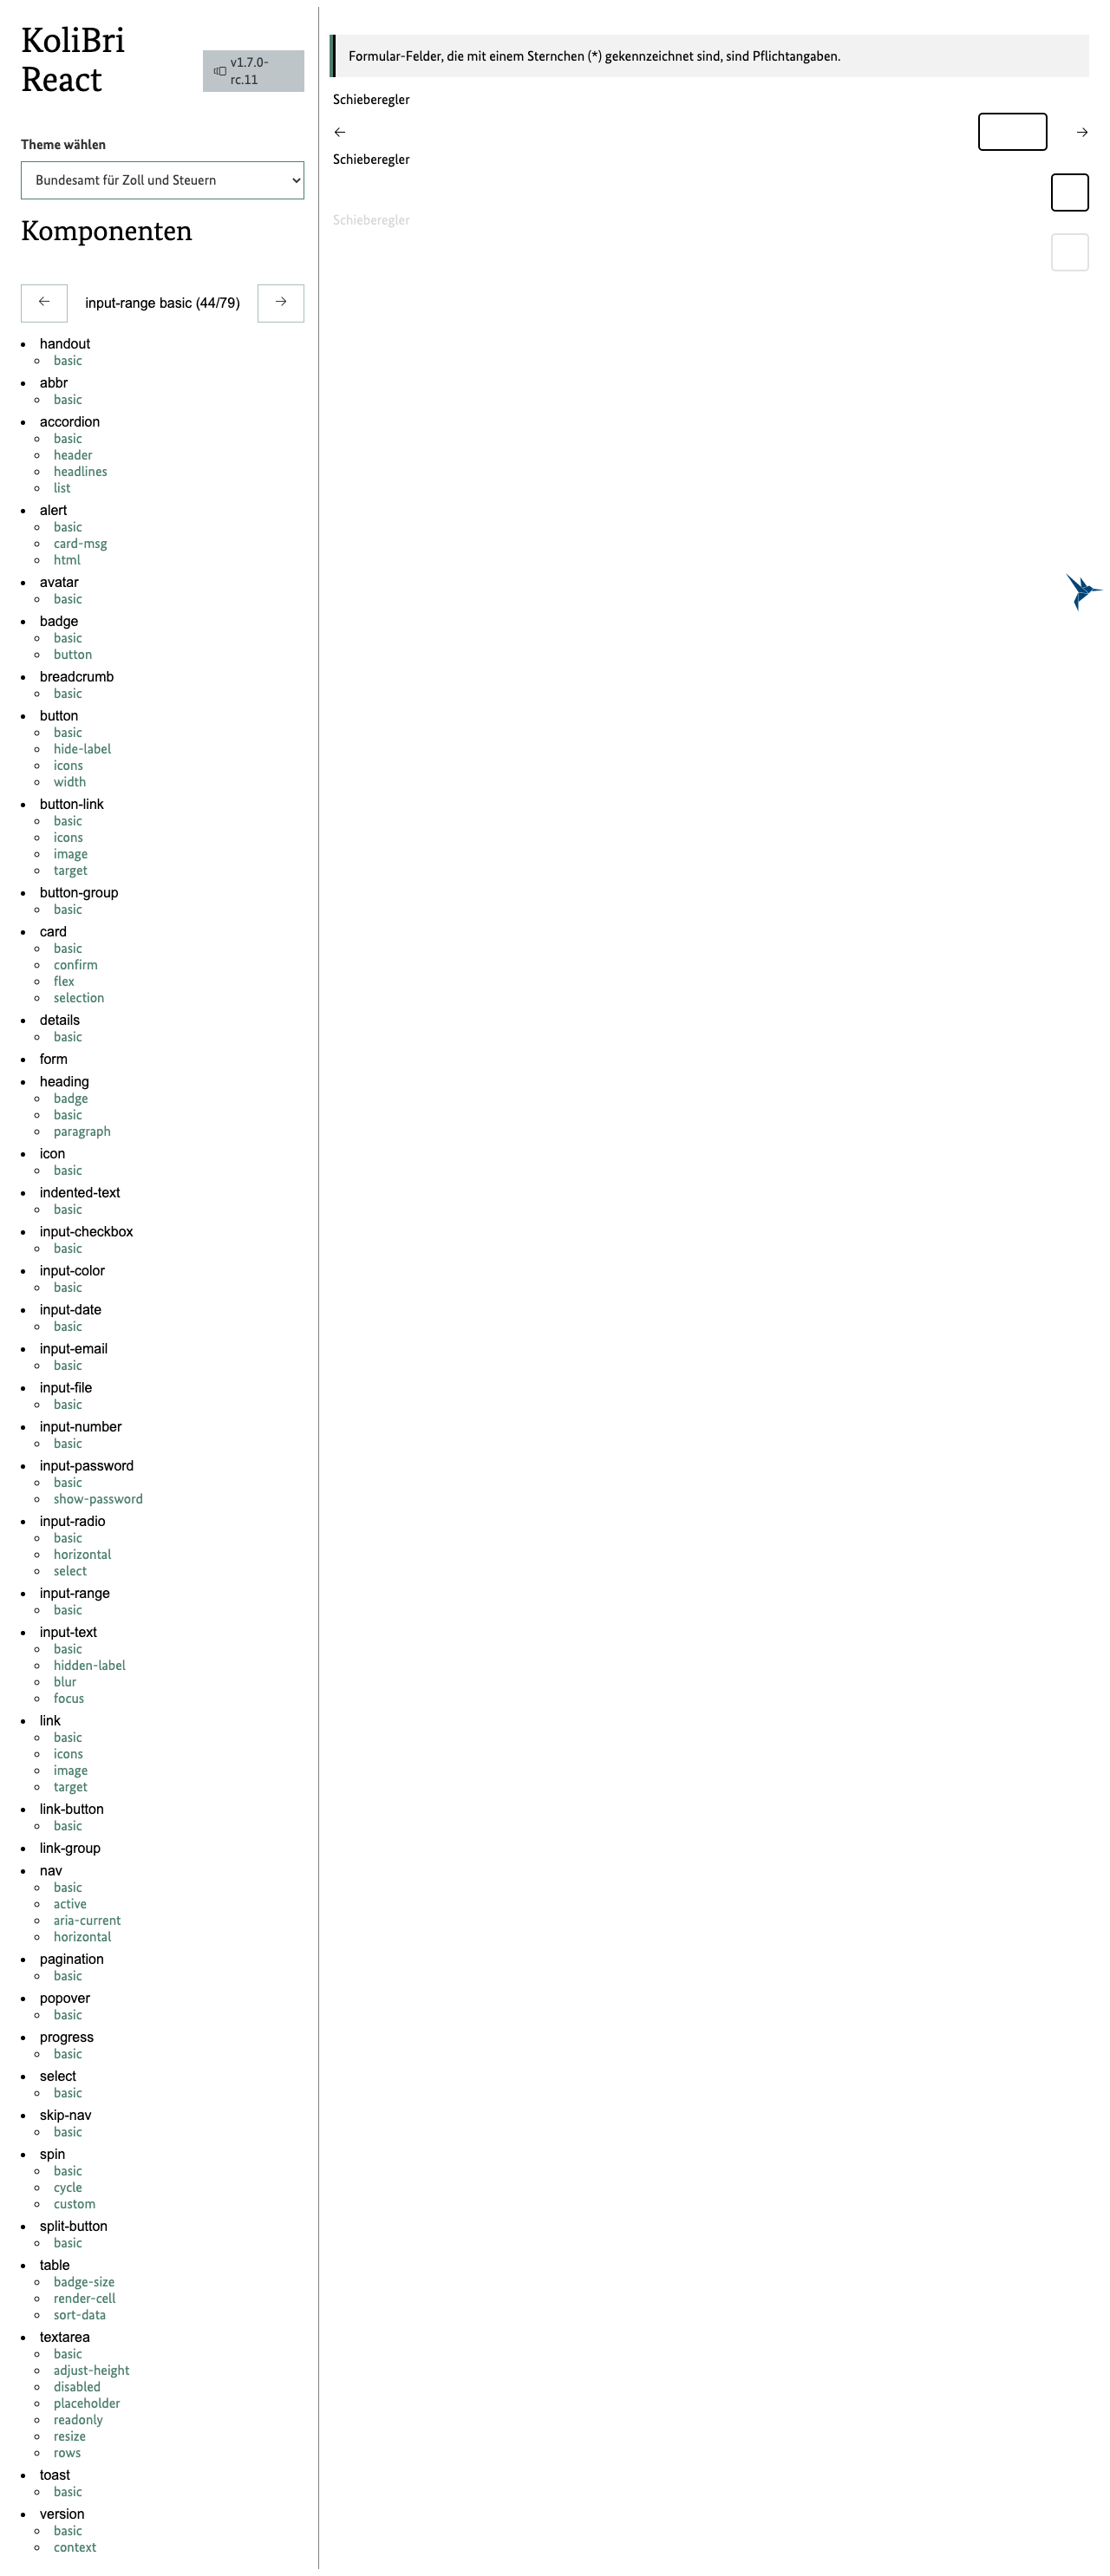 KoliBri
React
v1.7.0-
rc.11
Theme wählen
Bundesamt für Zoll und Steuern
Komponenten
← input-range basic (44/79) →
handout
basic
abbr
basic
accordion
basic
header
headlines
list
alert
basic
card-msg
html
avatar
basic
badge
basic
button
breadcrumb
basic
button
basic
hide-label
icons
width
button-link
basic
icons
image
target
button-group
basic
card
basic
confirm
flex
selection
details
basic
form
heading
badge
basic
paragraph
icon
basic
indented-text
basic
input-checkbox
basic
input-color
basic
input-date
basic
input-email
basic
input-file
basic
input-number
basic
input-password
basic
show-password
input-radio
basic
horizontal
select
input-range
basic
input-text
basic
hidden-label
blur
focus
link
basic
icons
image
target
link-button
basic
link-group
nav
basic
active
aria-current
horizontal
pagination
basic
popover
basic
progress
basic
select
basic
skip-nav
basic
spin
basic
cycle
custom
split-button
basic
table
badge-size
render-cell
sort-data
textarea
basic
adjust-height
disabled
placeholder
readonly
resize
rows
toast
basic
version
basic
context
Formular-Felder, die mit einem Sternchen (*) gekennzeichnet sind, sind Pflichtangaben.
Schieberegler
← →
Schieberegler
Schieberegler